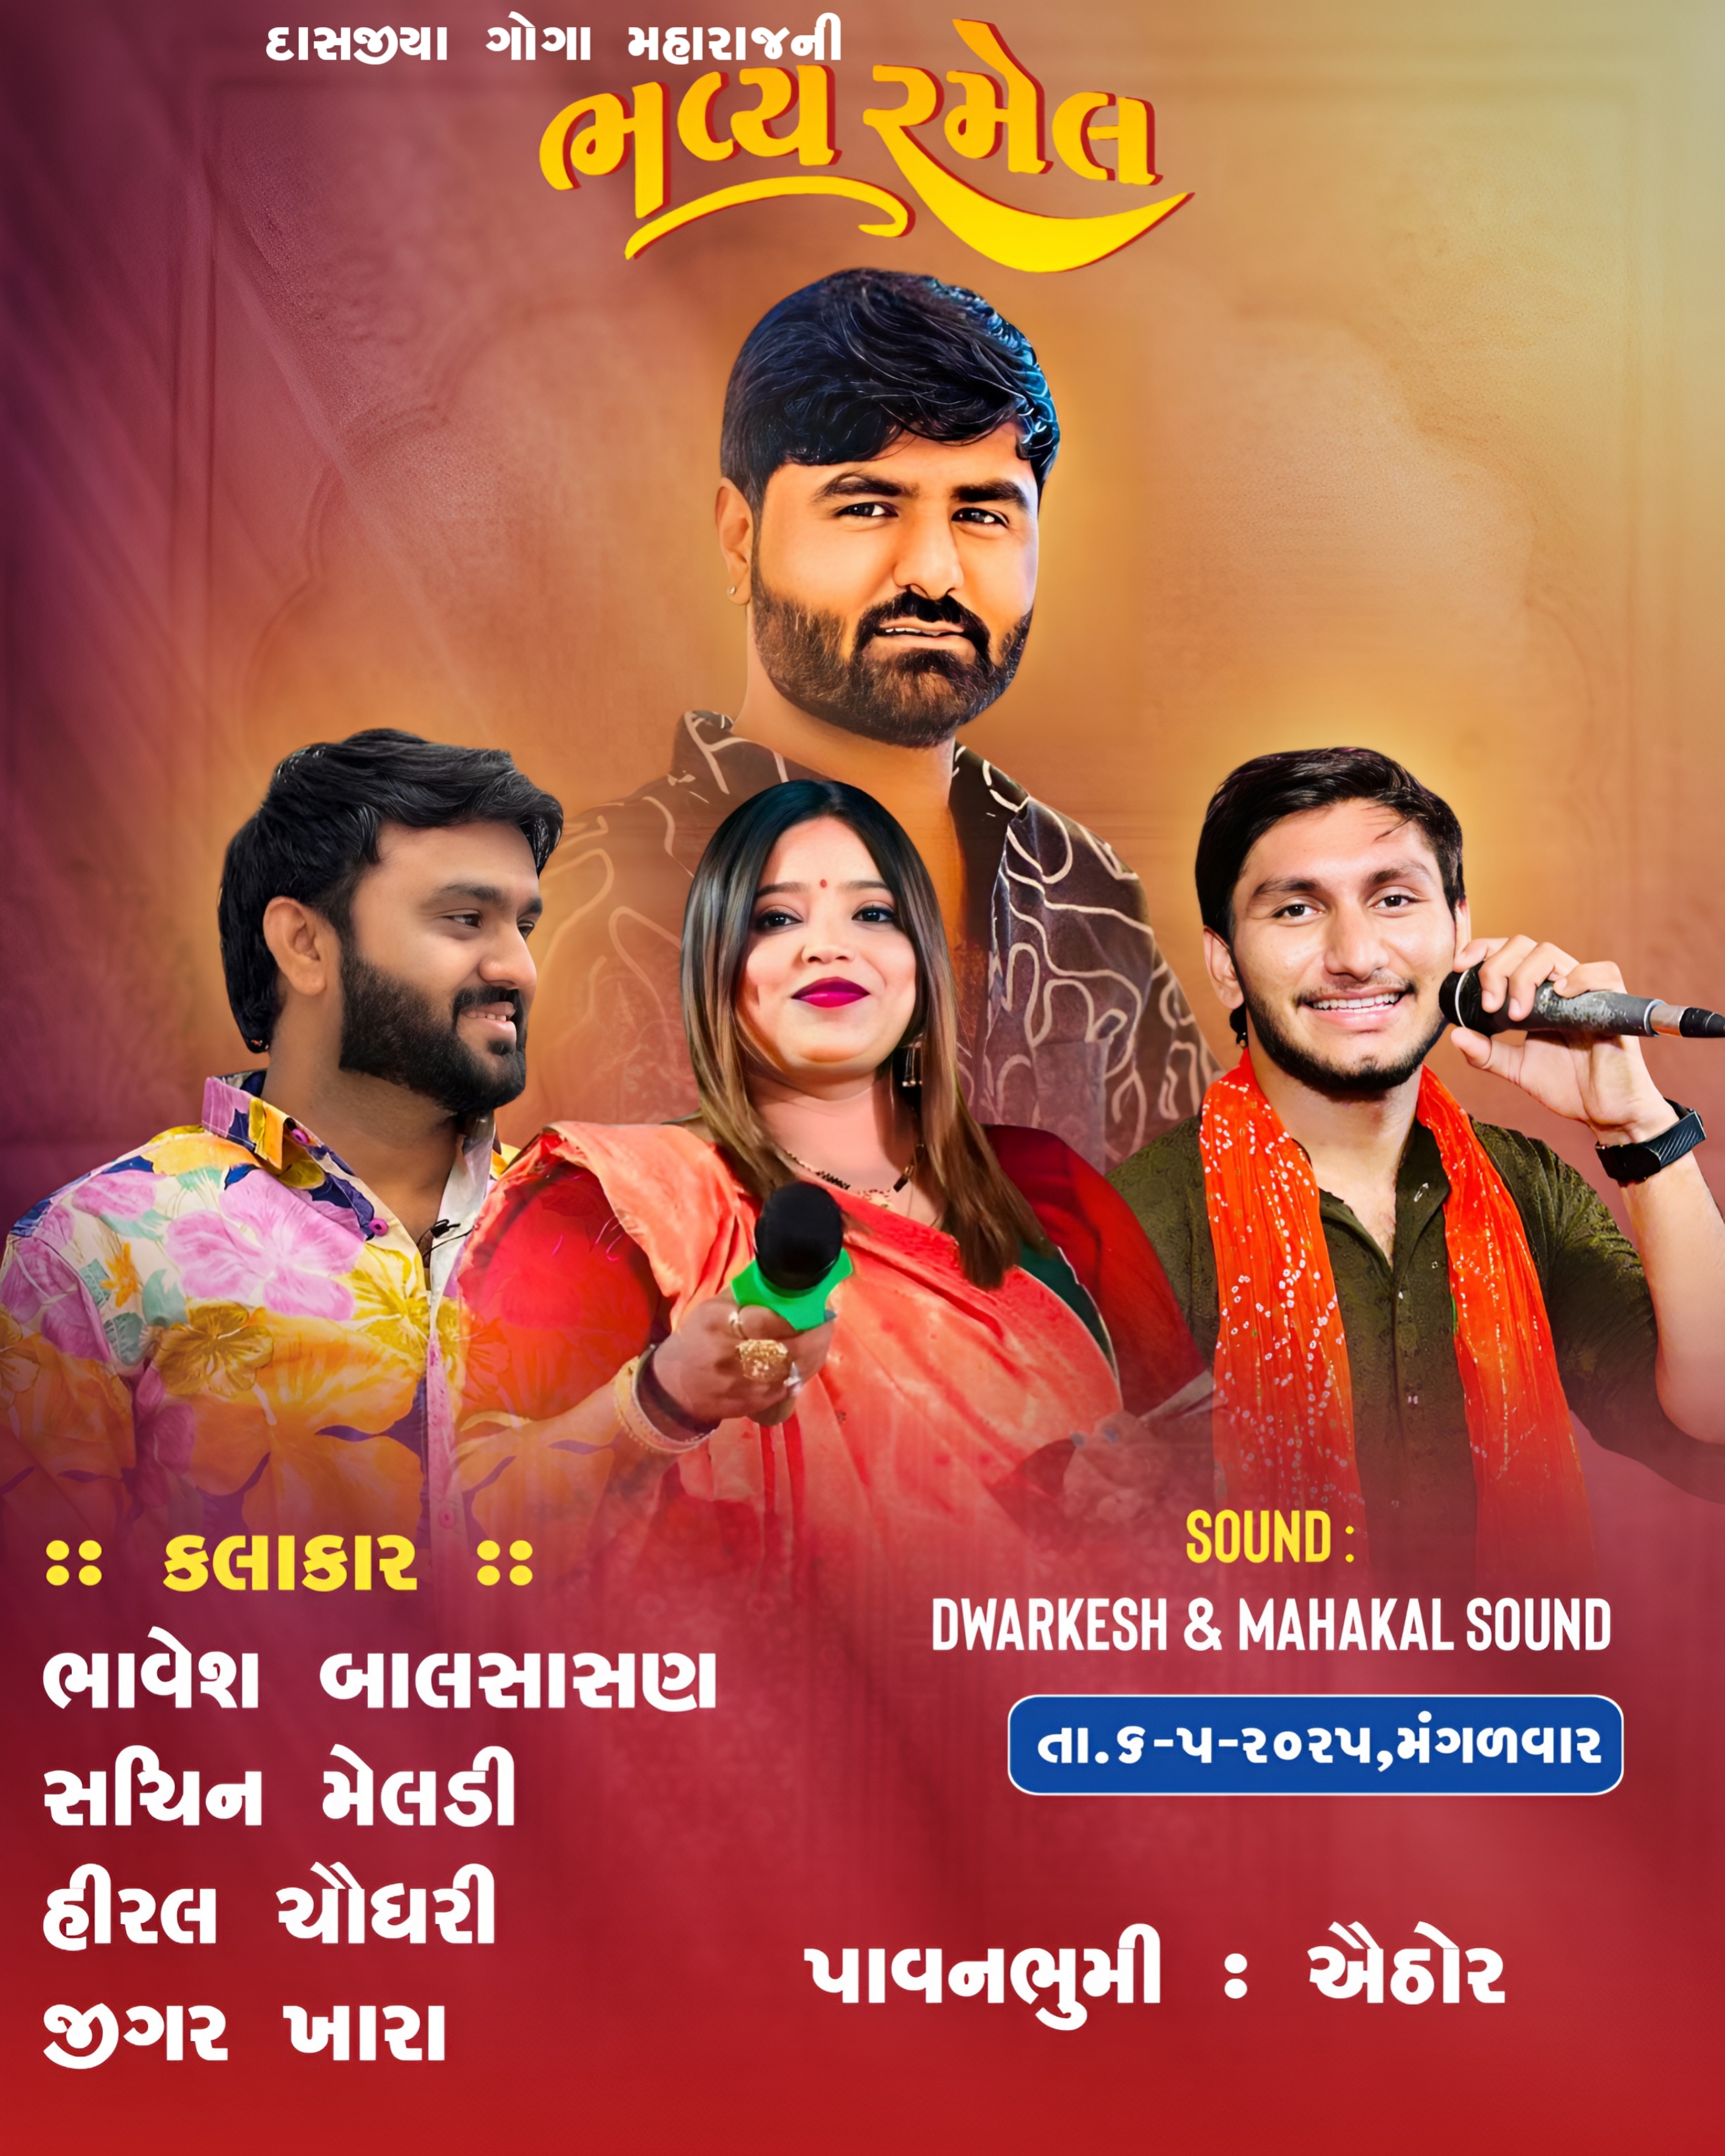 દાસજીયા ગોગા મહારાજની
ભવ્ય રમેલ
:: કલાકાર ::
ભાવેશ બાલસાસણ
સચિન મેલડી
હીરલ ચૌધરી
જીગર ખારા
SOUND :
DWARKESH & MAHAKAL SOUND
તા.૬-૫-૨૦૨૫,મંગળવાર
પાવનભુમી : ઐઠોર